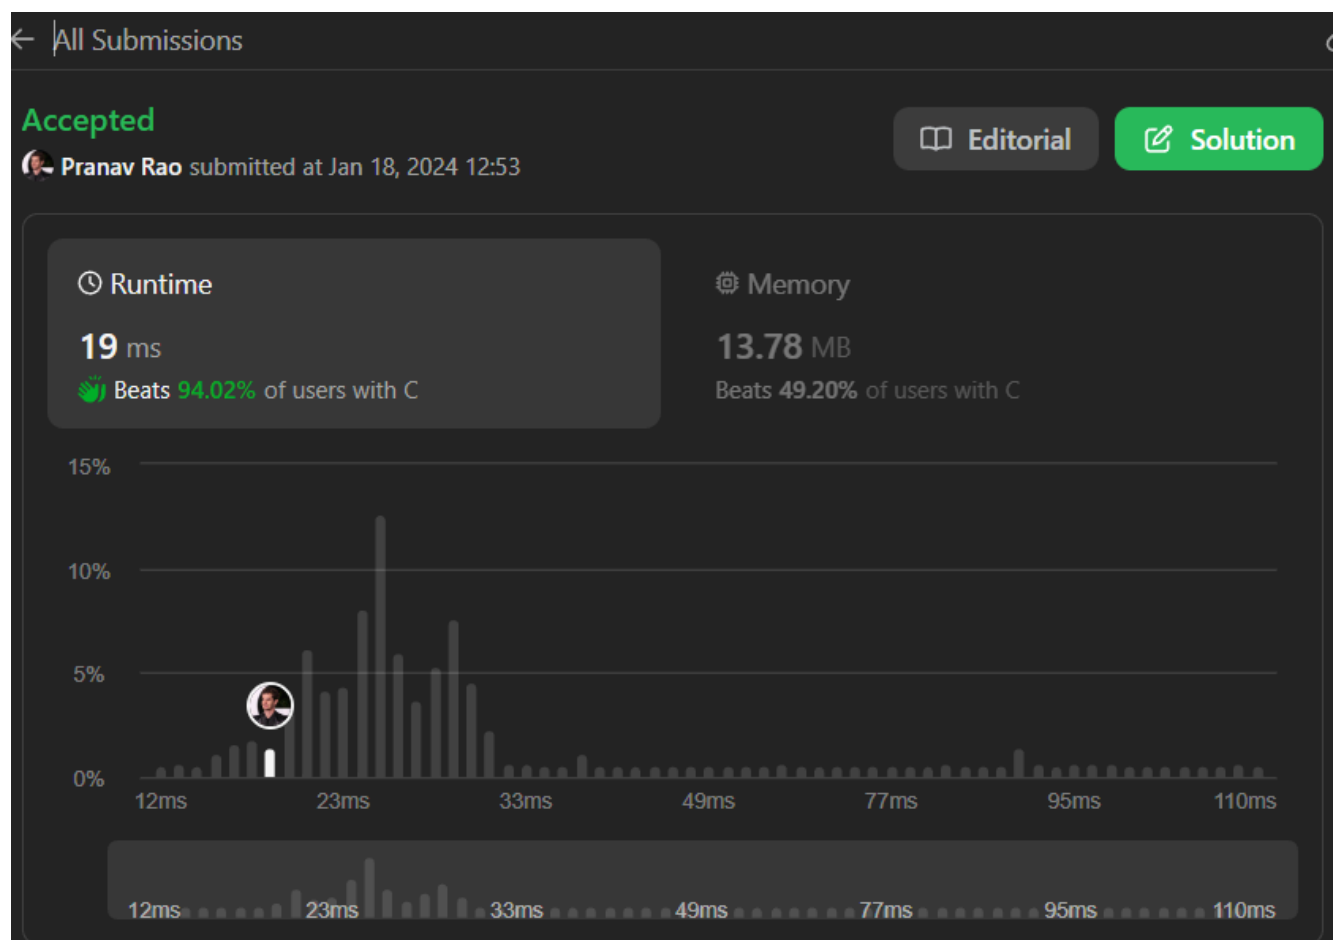 All Submissions
Accepted
Editorial
Solution
Pranav Rao submitted at Jan 18, 2024 12:53
Runtime
19 ms
Beats 94.02% of users with C
Memory
13.78 MB
Beats 49.20% of users with C
15%
10%
5%
0%
12ms 23ms 33ms 49ms 77ms 95ms 110ms
12ms 23ms 33ms 49ms 77ms 95ms 110ms